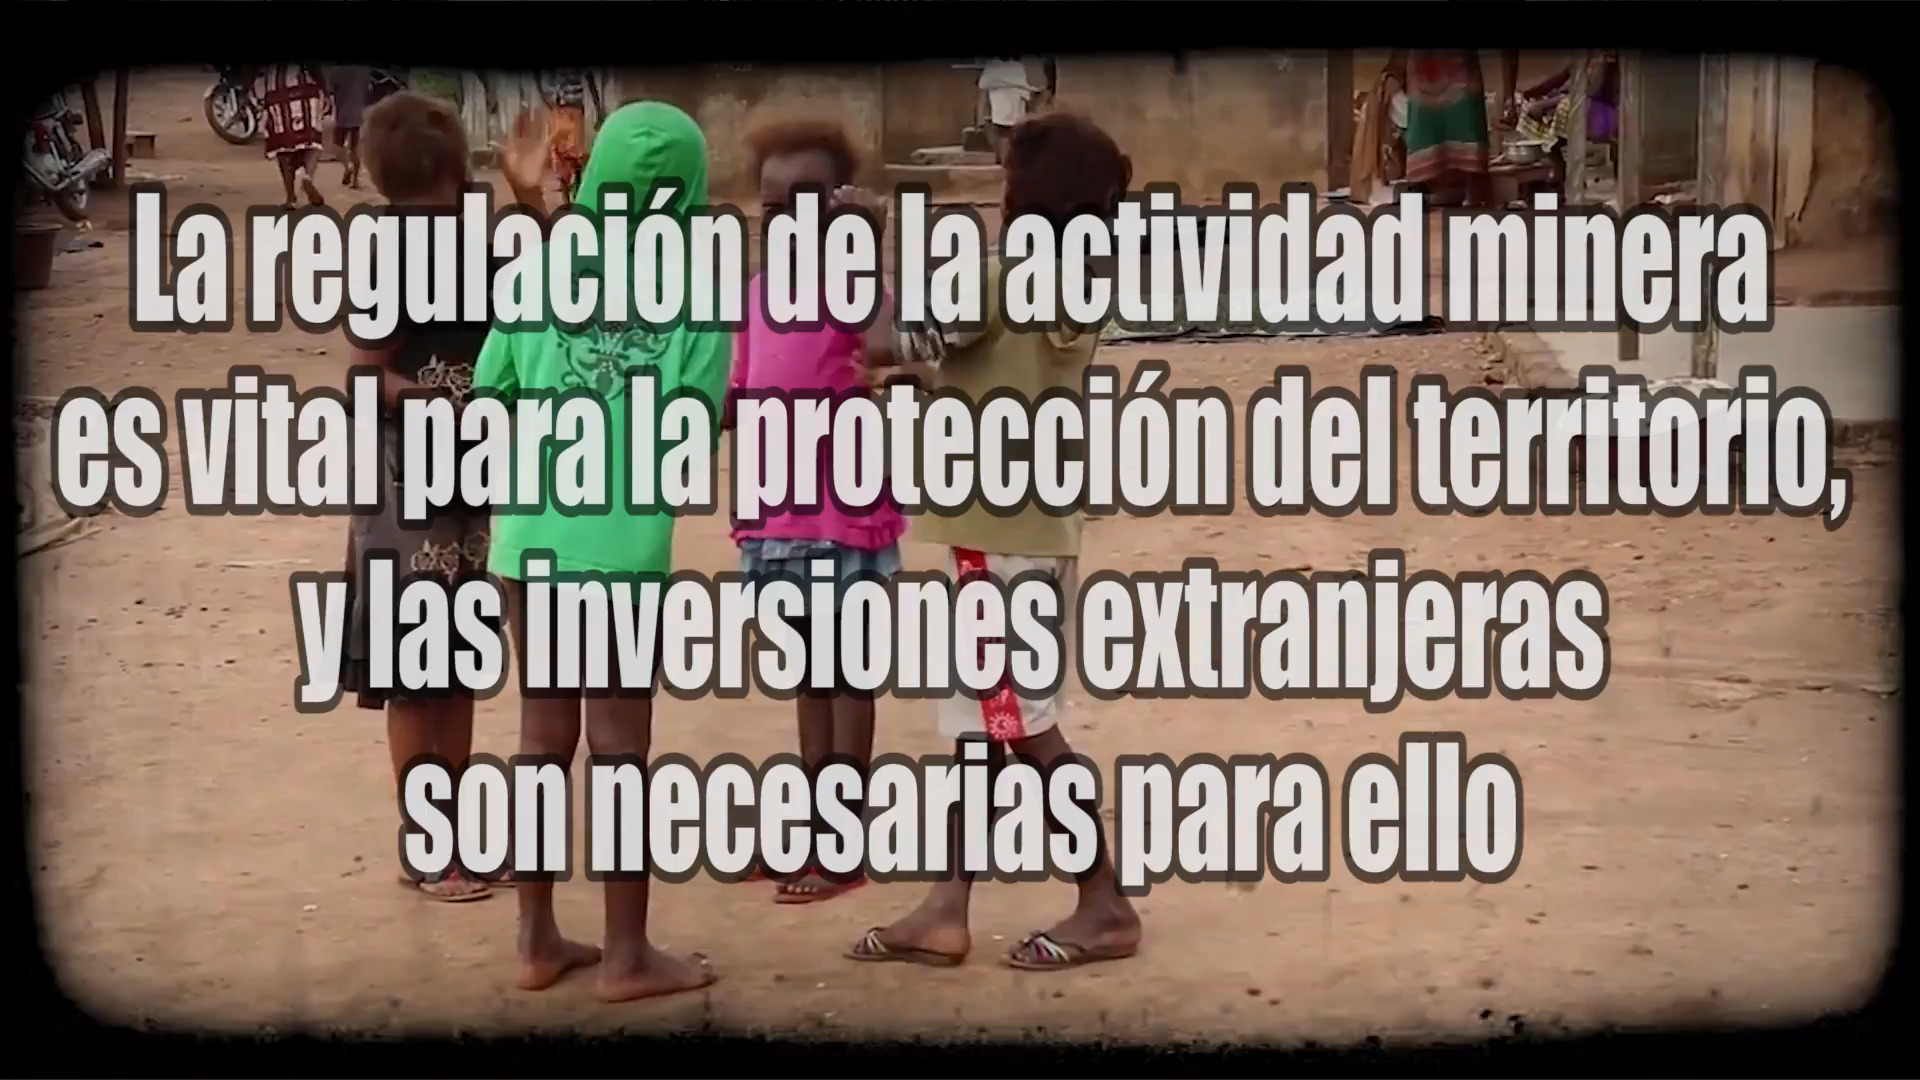 La regulación de la actividad minera
es vital para la protección del territorio,
y las inversiones extranjeras
son necesarias para ello